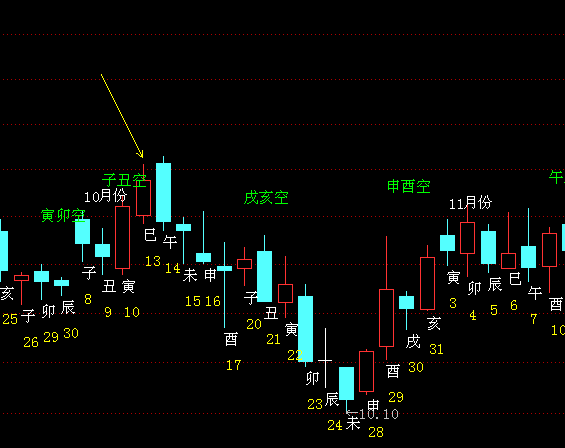 午
子丑空
申酉空
戌亥空
10月份
11月份
寅卯空
巳
午
13
14
未
申
15
16
子
丑
寅
8
9
10
亥
子
卯
辰
25
26
29
30
酉
17
子
丑
寅
20
21
22
卯
辰
未
申
23
24
28
←10.10
酉
戌
亥
29
30
31
寅
卯
辰
巳
午
酉
3
4
5
6
7
10